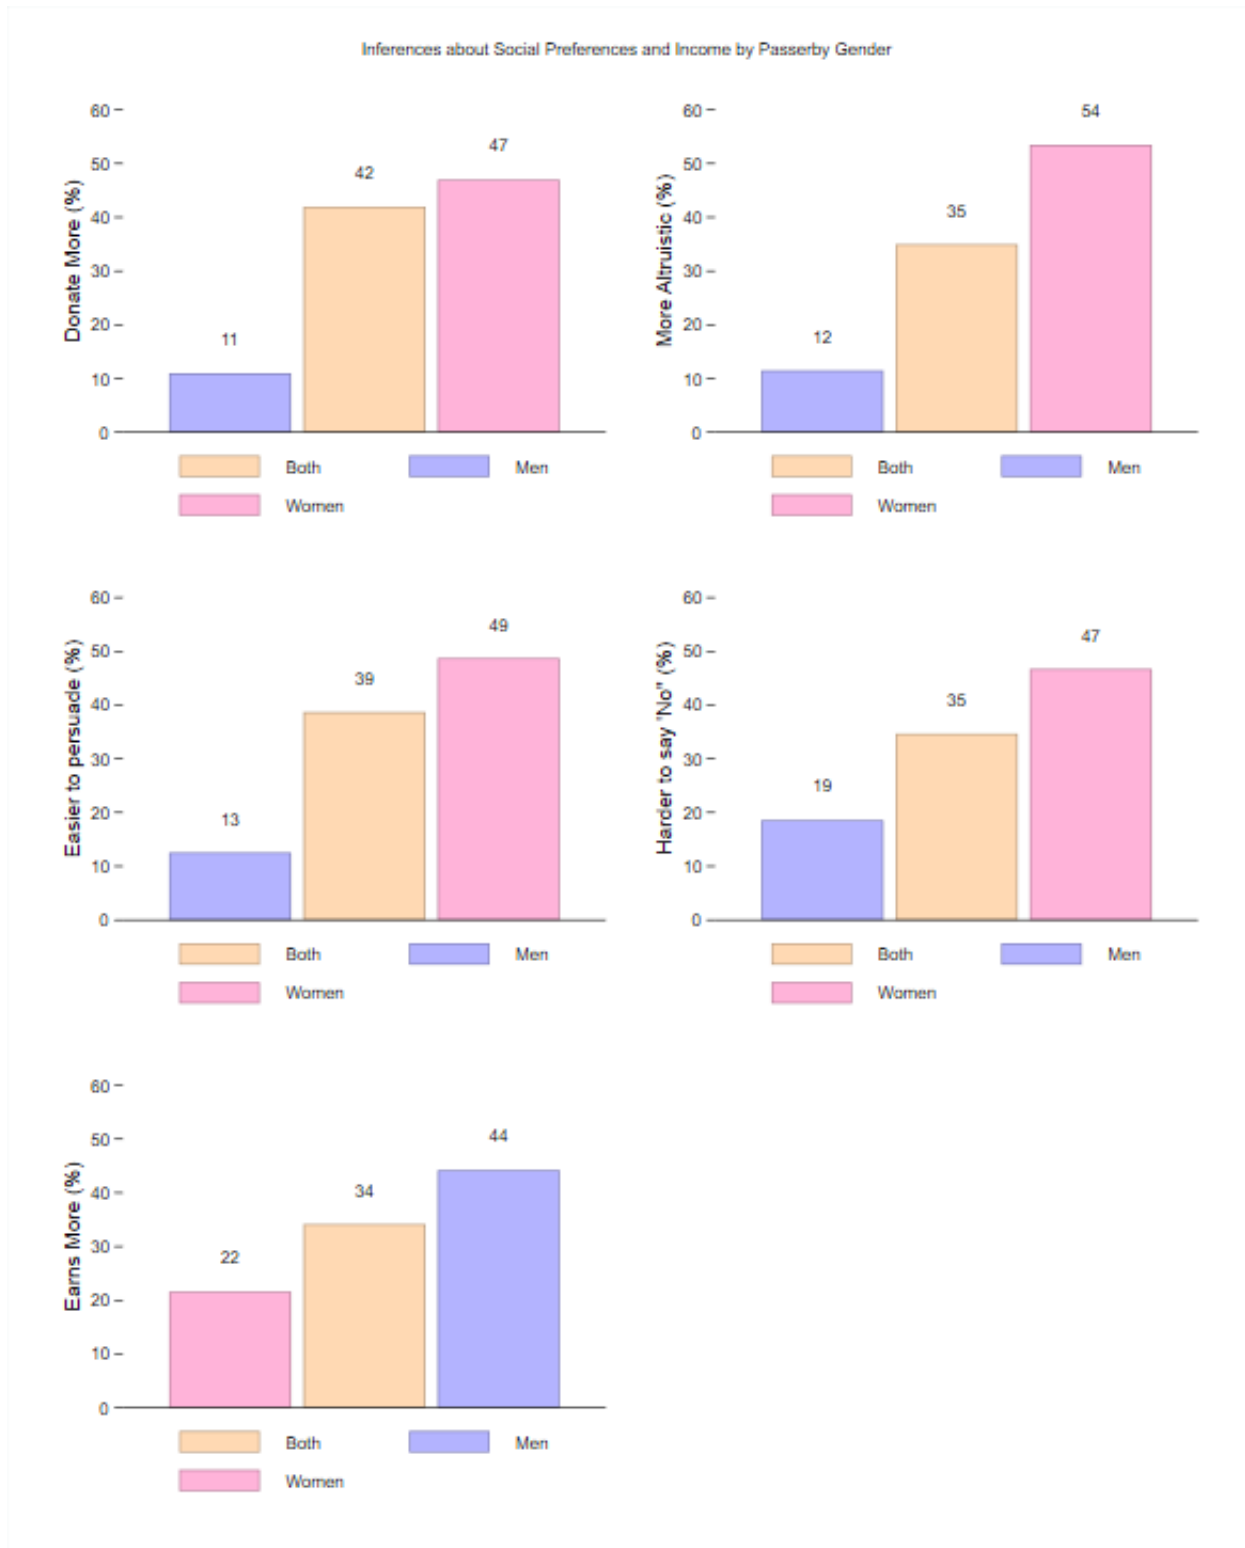 Inferences about Social Preferences and Income by Passerby Gender
Donate More (%)
60
50
40
30
20
10
0
11
42
47
Both
Men
Women
More Altruistic (%)
60
50
40
30
20
10
0
12
35
54
Both
Men
Women
Easier to persuade (%)
60
50
40
30
20
10
0
13
39
49
Both
Men
Women
Harder to say "No" (%)
60
50
40
30
20
10
0
19
35
47
Both
Men
Women
Earns More (%)
60
50
40
30
20
10
0
22
34
44
Both
Men
Women